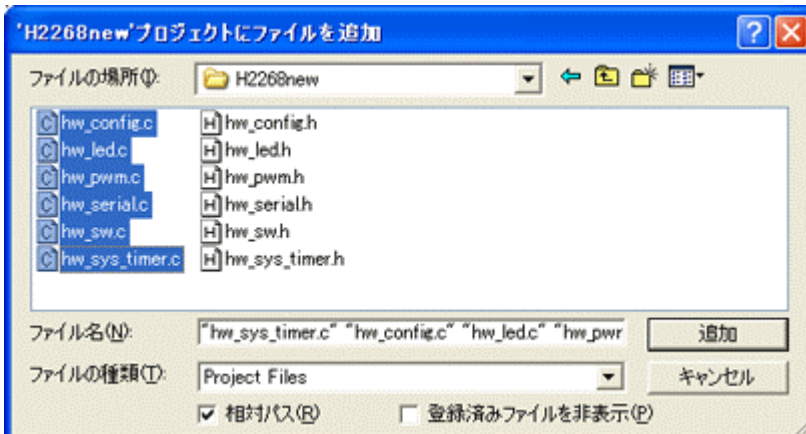 'H2268new'プロジェクトにファイルを追加
ファイルの場所(I):
H2268new
hw_config.c
hw_led.c
hw_pwm.c
hw_serial.c
hw_sw.c
hw_sys_timer.c
hw_config.h
hw_led.h
hw_pwm.h
hw_serial.h
hw_sw.h
hw_sys_timer.h
ファイル名(N):
"hw_sys_timer.c" "hw_config.c" "hw_led.c" "hw_pwr
追加
ファイルの種類(T):
Project Files
キャンセル
相対パス(R)
登録済みファイルを非表示(P)